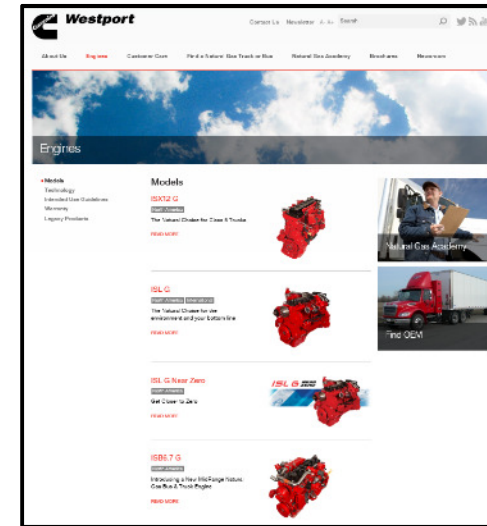 Cummins
Westport
Contact Us Newsletter A- A+ Search
About Us Engines Customer Care Find a Natural Gas Truck or Bus Natural Gas Academy Brochures Newsroom
Engines
Models
Technology
Intended Use Guidelines
Warranty
Legacy Products
Models
ISX12 G
North America
The Natural Choice for Class 8 Trucks
READ MORE
ISL G
North America International
The Natural Choice for the
environment and your bottom line
READ MORE
ISL G Near Zero
North America
Get Closer to Zero
READ MORE
ISL G
ISB6.7 G
North America
Introducing a New MidRange Natural
Gas Bus & Truck Engine
READ MORE
Natural Gas Academy
Find OEM